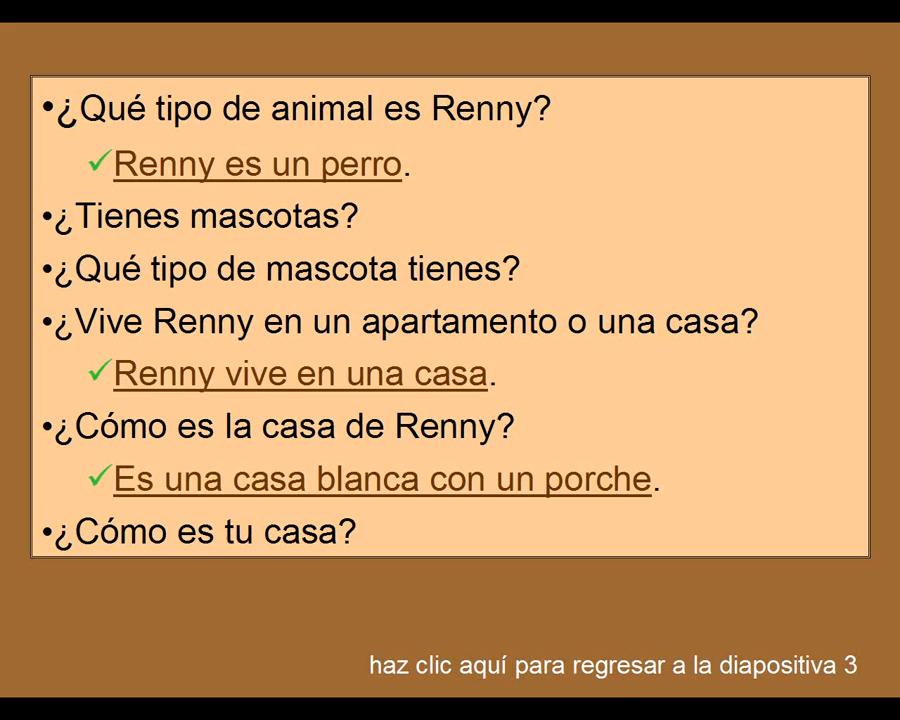 •¿Qué tipo de animal es Renny?
✓Renny es un perro.
•¿Tienes mascotas?
•¿Qué tipo de mascota tienes?
•¿Vive Renny en un apartamento o una casa?
✓Renny vive en una casa.
•¿Cómo es la casa de Renny?
✓Es una casa blanca con un porche.
•¿Cómo es tu casa?
haz clic aquí para regresar a la diapositiva 3